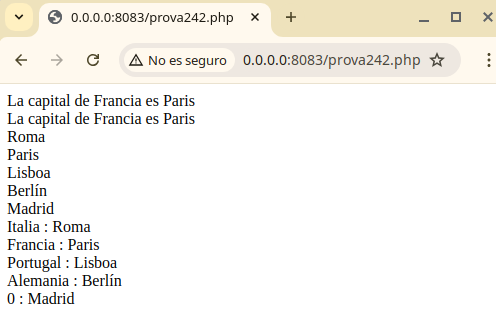 0.0.0.0:8083/prova242.php
No es seguro 0.0.0.0:8083/prova242.php
La capital de Francia es Paris
La capital de Francia es Paris
Roma
Paris
Lisboa
Berlín
Madrid
Italia : Roma
Francia : Paris
Portugal : Lisboa
Alemania : Berlín
0 : Madrid